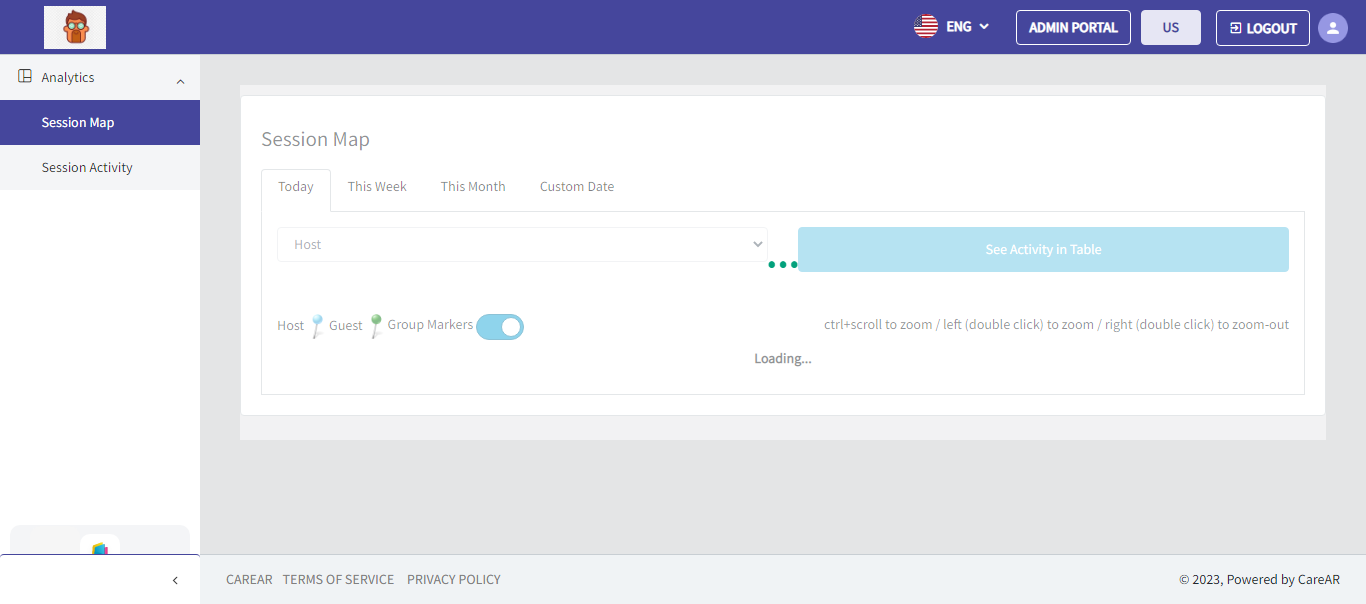 ENG
ADMIN PORTAL
US
LOGOUT
Analytics
Session Map
Session Activity
Session Map
Today
This Week
This Month
Custom Date
Host
See Activity in Table
Host
Guest
Group Markers
ctrl+scroll to zoom / left (double click) to zoom / right (double click) to zoom-out
Loading...
CAREAR
TERMS OF SERVICE
PRIVACY POLICY
© 2023, Powered by CareAR